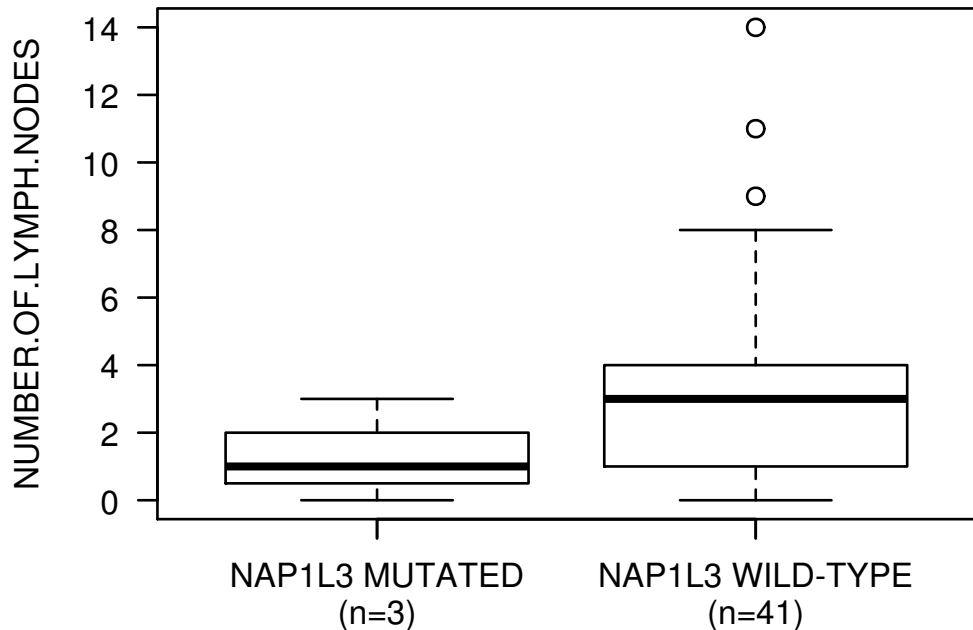 NUMBER.OF.LYMPH.NODES
14
12
10
8
6
4
2
0
NAP1L3 MUTATED
(n=3)
NAP1L3 WILD-TYPE
(n=41)